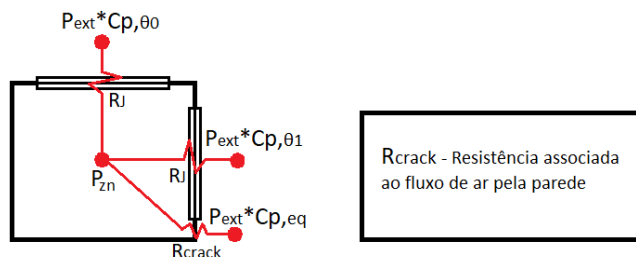 Pext*Cp,θ0
RJ
Pext*Cp,θ1
Pzn
RJ
Pext*Cp,eq
Rcrack
Rcrack - Resistência associada
ao fluxo de ar pela parede